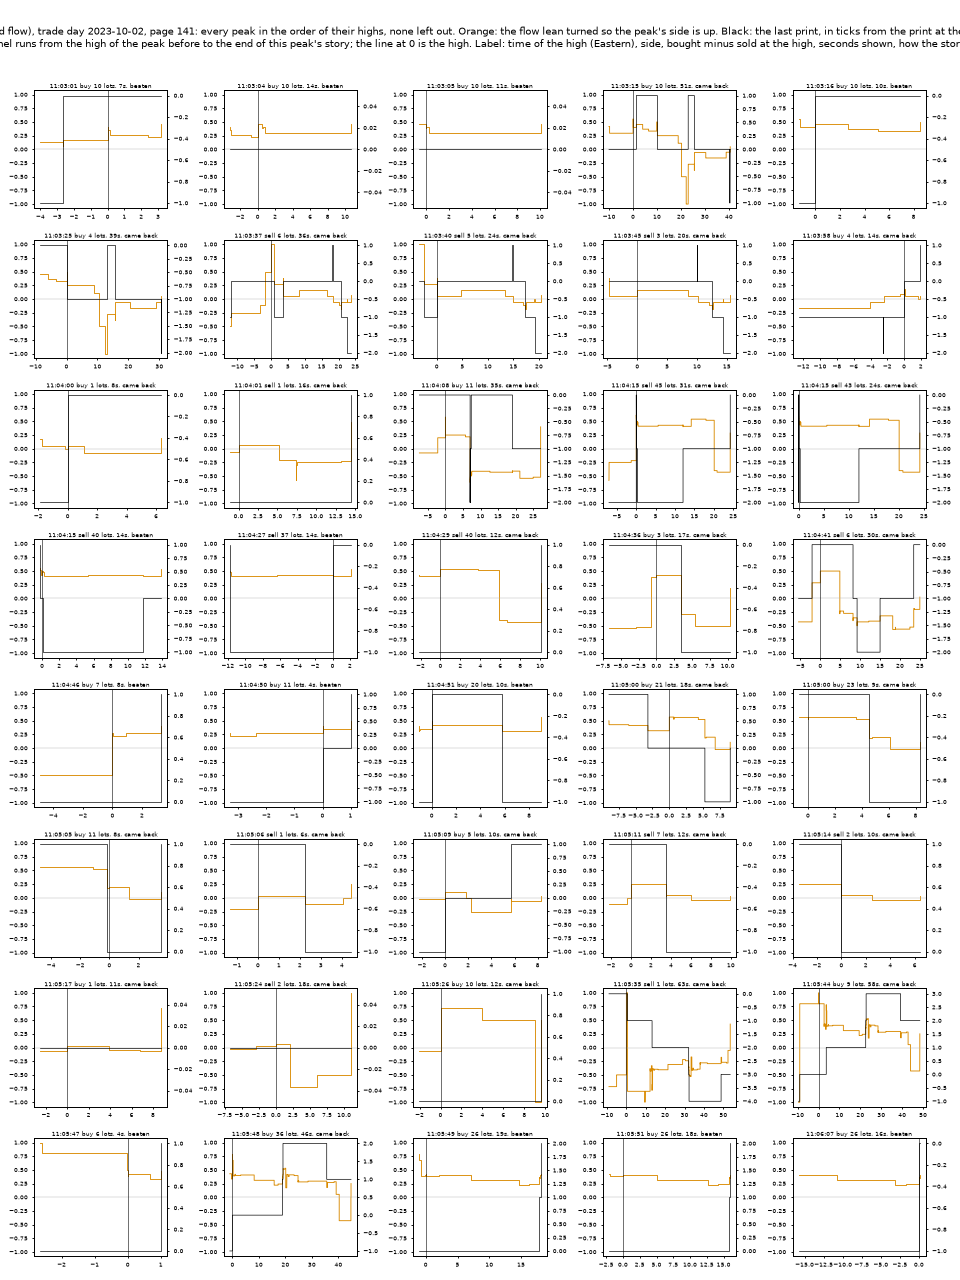 d flow), trade day 2023-10-02, page 141: every peak in the order of their highs, none left out. Orange: the flow lean turned so the peak's side is up. Black: the last print, in ticks from the print at the
nel runs from the high of the peak before to the end of this peak's story; the line at 0 is the high. Label: time of the high (Eastern), side, bought minus sold at the high, seconds shown, how the stor
11:03:01 buy 10 lots. 7s. beaten
11:03:04 buy 10 lots. 14s. beaten
11:03:05 buy 10 lots. 11s. beaten
11:03:15 buy 10 lots. 51s. came back
11:03:16 buy 10 lots. 10s. beaten
11:03:25 buy 4 lots. 39s. came back
11:03:37 sell 6 lots. 36s. came back
11:03:40 sell 9 lots. 24s. came back
11:03:45 sell 3 lots. 20s. came back
11:03:58 buy 4 lots. 14s. came back
11:04:00 buy 1 lots. 8s. came back
11:04:01 sell 1 lots. 16s. came back
11:04:08 buy 11 lots. 35s. came back
11:04:15 sell 45 lots. 31s. came back
11:04:15 sell 43 lots. 24s. came back
11:04:15 sell 40 lots. 14s. beaten
11:04:27 sell 37 lots. 14s. beaten
11:04:29 sell 40 lots. 12s. came back
11:04:36 buy 3 lots. 17s. came back
11:04:41 sell 6 lots. 30s. came back
11:04:46 buy 7 lots. 8s. beaten
11:04:50 buy 11 lots. 4s. beaten
11:04:51 buy 20 lots. 10s. beaten
11:05:00 buy 21 lots. 18s. came back
11:05:00 buy 23 lots. 9s. came back
11:05:05 buy 11 lots. 8s. came back
11:05:06 sell 1 lots. 6s. came back
11:05:09 buy 5 lots. 10s. came back
11:05:11 sell 7 lots. 12s. came back
11:05:14 sell 2 lots. 10s. came back
11:05:17 buy 1 lots. 11s. came back
11:05:24 sell 2 lots. 18s. came back
11:05:26 buy 10 lots. 12s. came back
11:05:35 sell 1 lots. 63s. came back
11:05:44 buy 9 lots. 58s. came back
11:05:47 buy 6 lots. 4s. beaten
11:05:48 buy 36 lots. 46s. came back
11:05:49 buy 26 lots. 19s. beaten
11:05:51 buy 26 lots. 18s. beaten
11:06:07 buy 26 lots. 16s. beaten